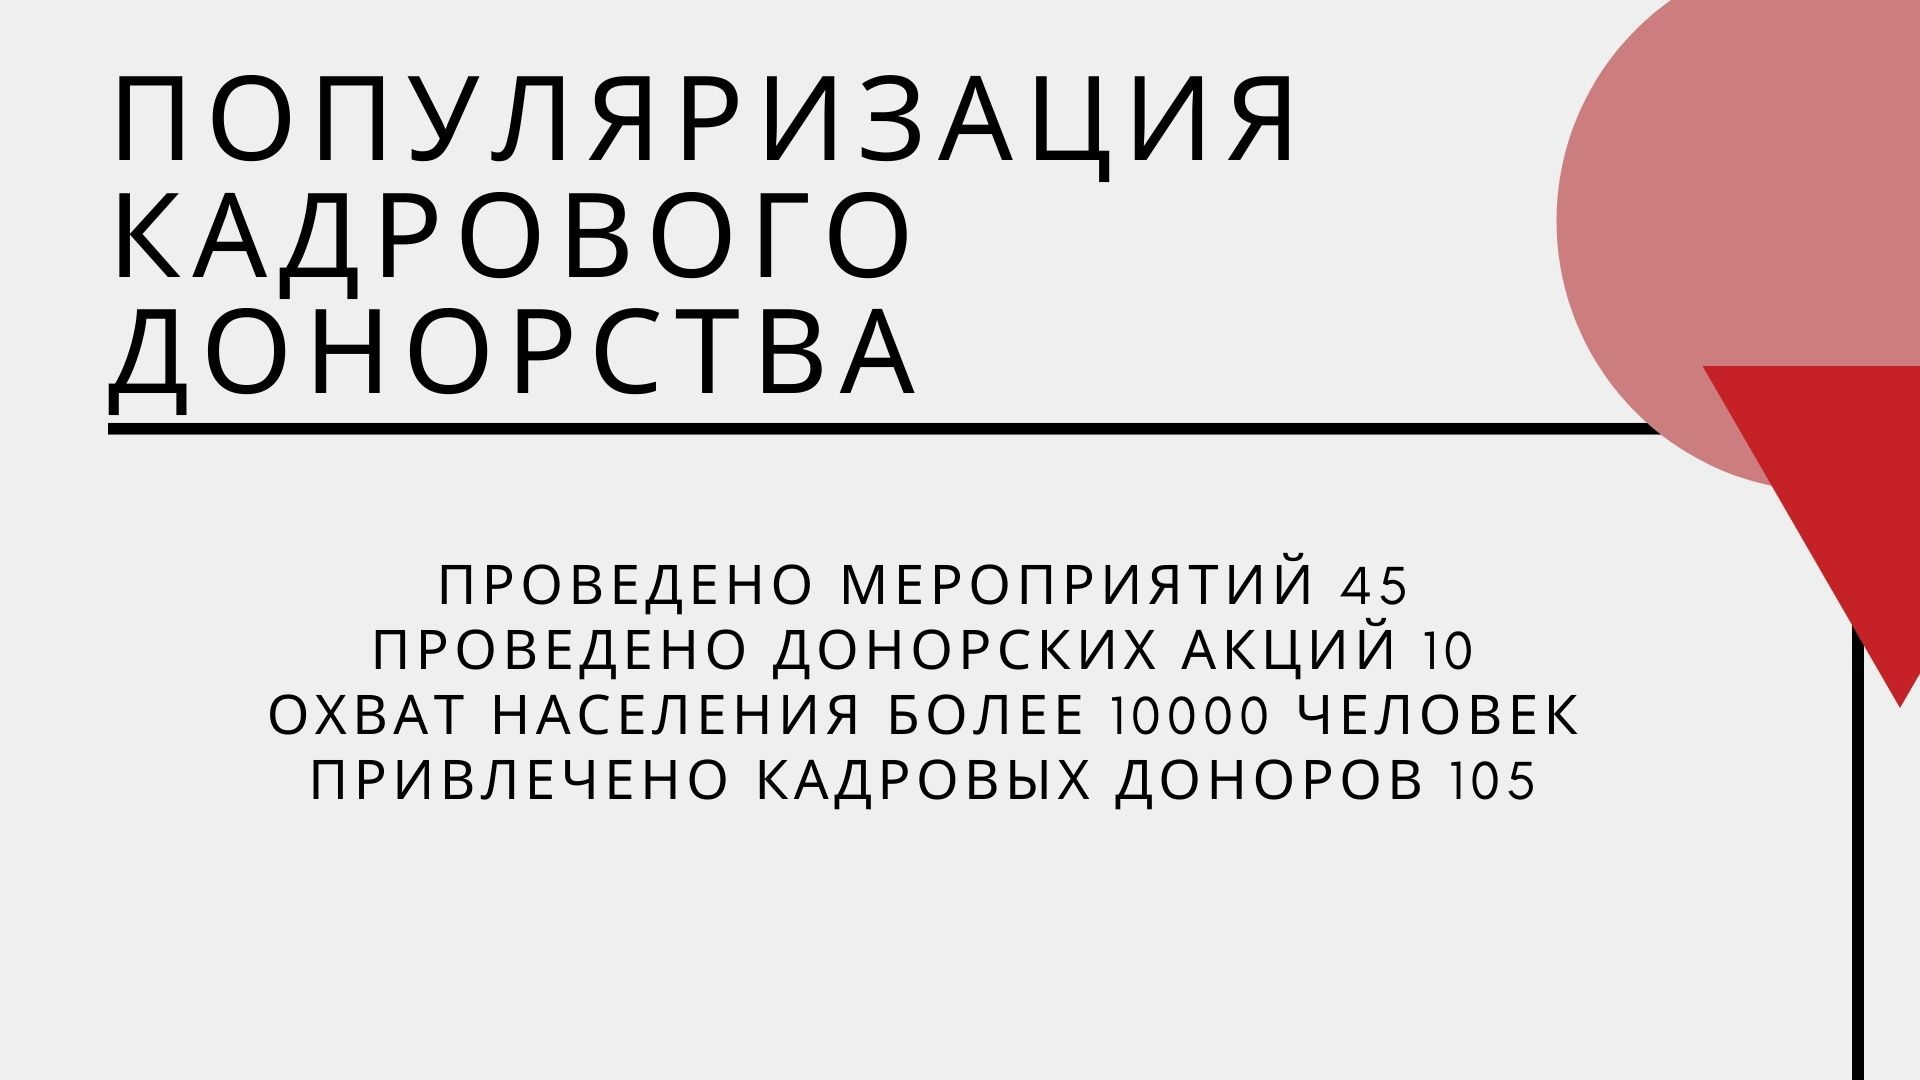 ПОПУЛЯРИЗАЦИЯ
КАДРОВОГО
ДОНОРСТВА
ПРОВЕДЕНО МЕРОПРИЯТИЙ 45
ПРОВЕДЕНО ДОНОРСКИХ АКЦИЙ 10
ОХВАТ НАСЕЛЕНИЯ БОЛЕЕ 10000 ЧЕЛОВЕК
ПРИВЛЕЧЕНО КАДРОВЫХ ДОНОРОВ 105